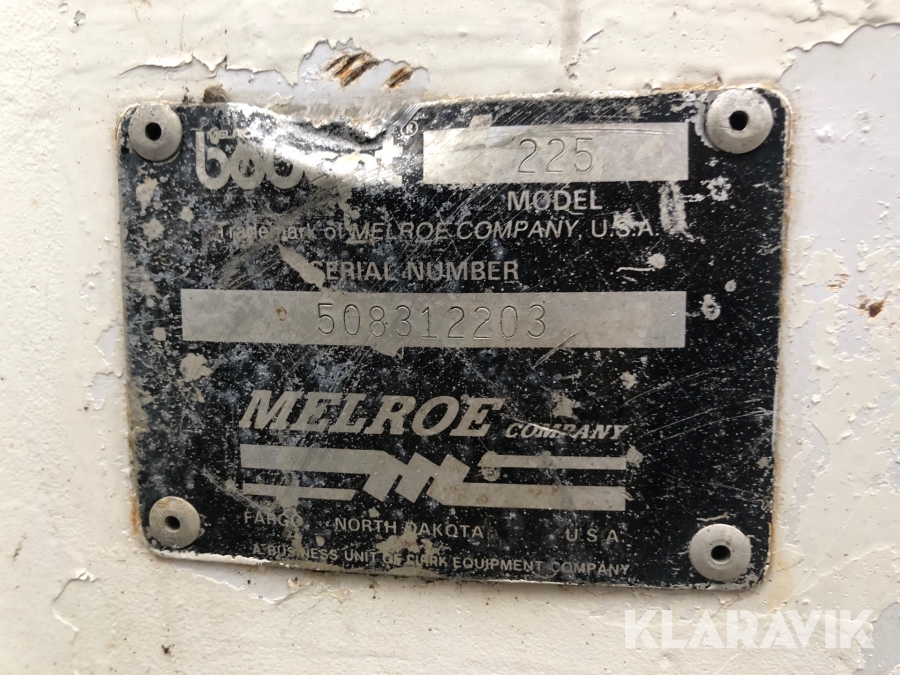 bobcat® 225
MODEL
Trademark of MELROE COMPANY, U.S.A
SERIAL NUMBER
508312203
MELROE COMPANY
FARGO NORTH DAKOTA U.S.A.
A BUSINESS UNIT OF CLARK EQUIPMENT COMPANY
KLARAVIK